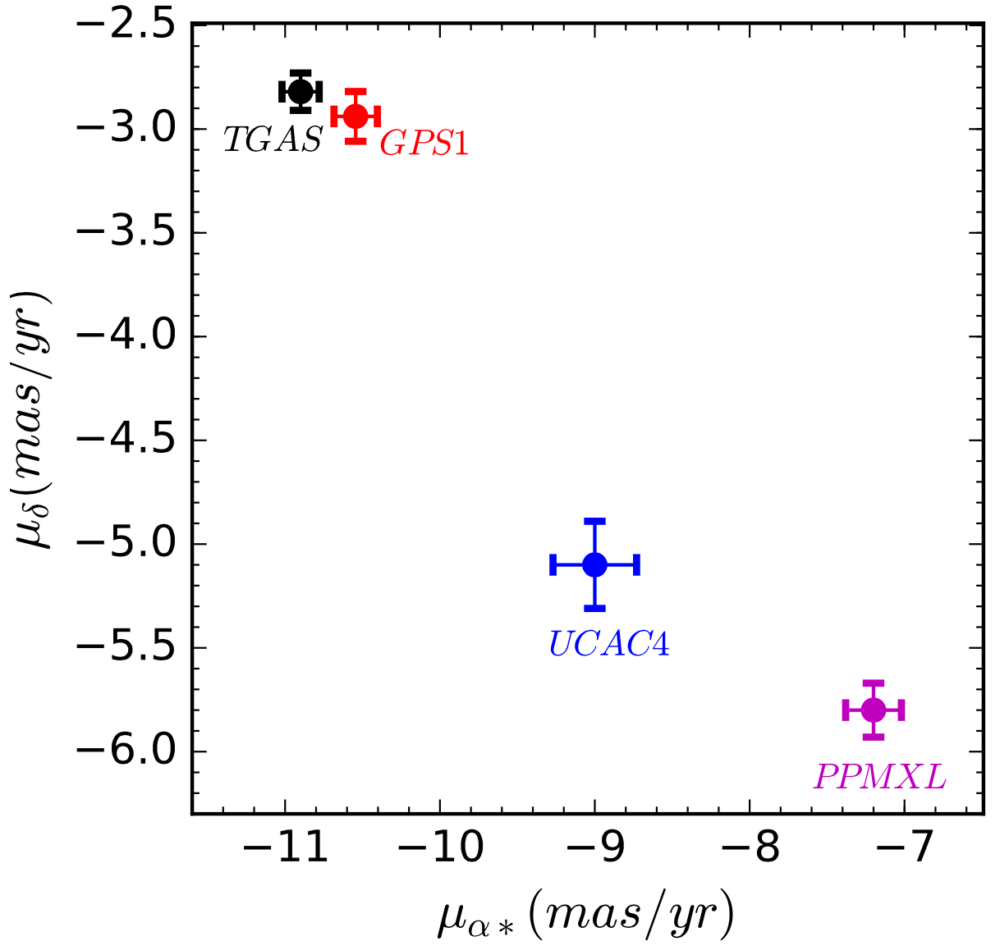 −2.5
−3.0
−3.5
−4.0
−4.5
−5.0
−5.5
−6.0
μδ(mas/yr)
TGAS
GPS1
UCAC4
PPMXL
−11 −10 −9 −8 −7
μα∗(mas/yr)